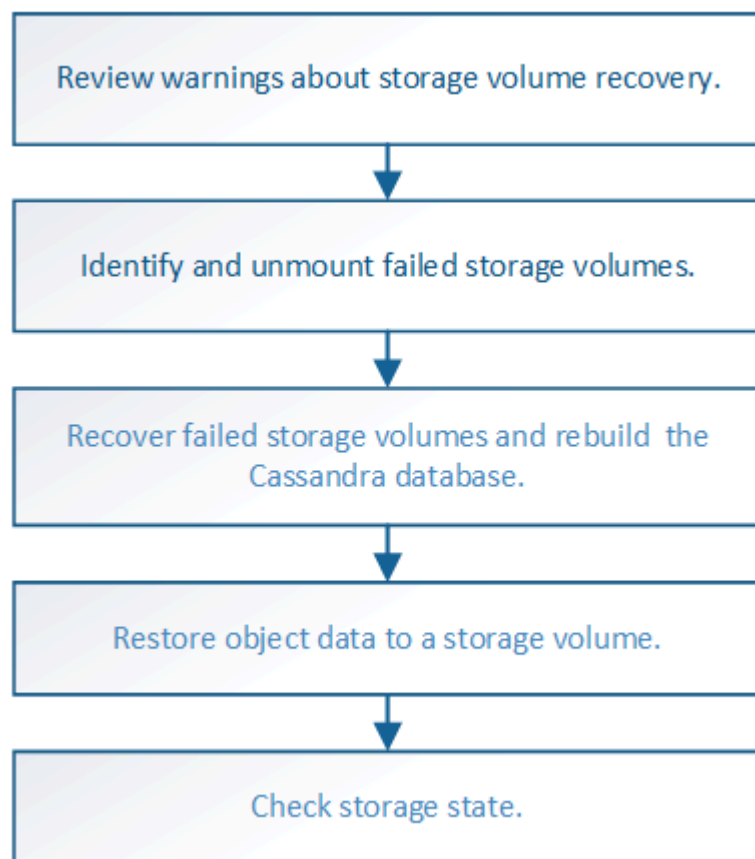 Review warnings about storage volume recovery.
Identify and unmount failed storage volumes.
Recover failed storage volumes and rebuild the
Cassandra database.
Restore object data to a storage volume.
Check storage state.